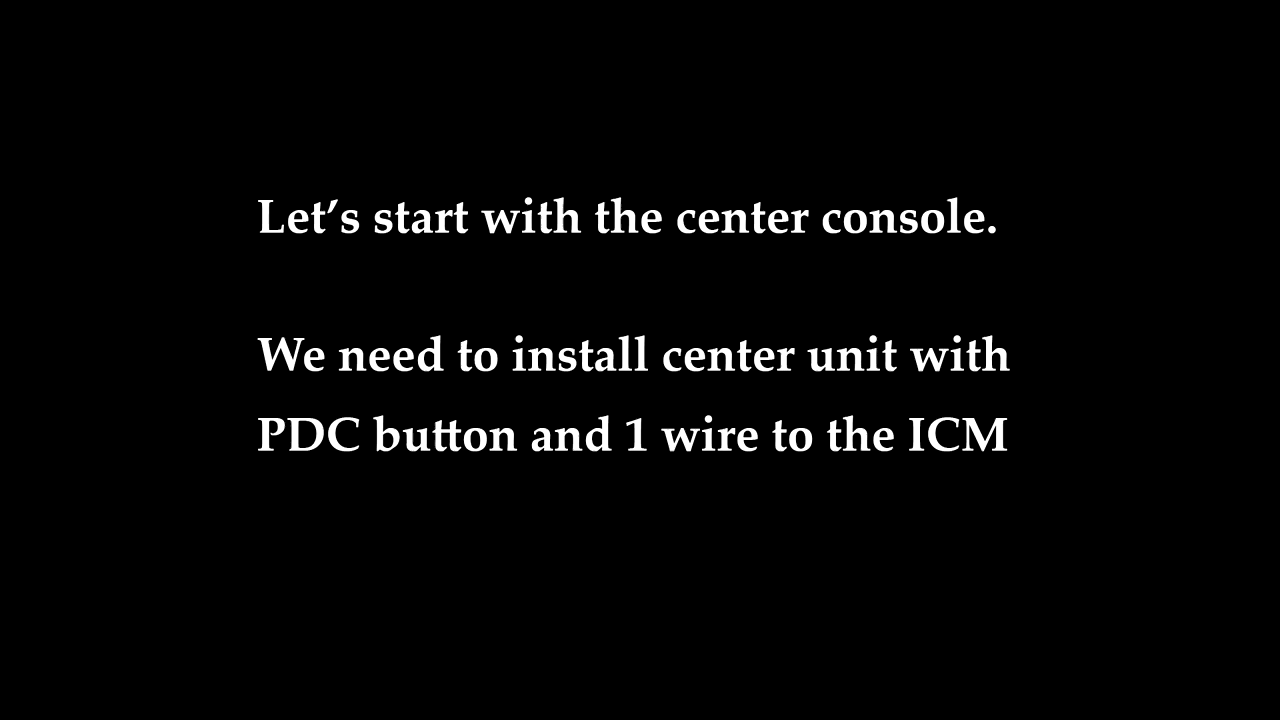 Let’s start with the center console.
We need to install center unit with
PDC button and 1 wire to the ICM